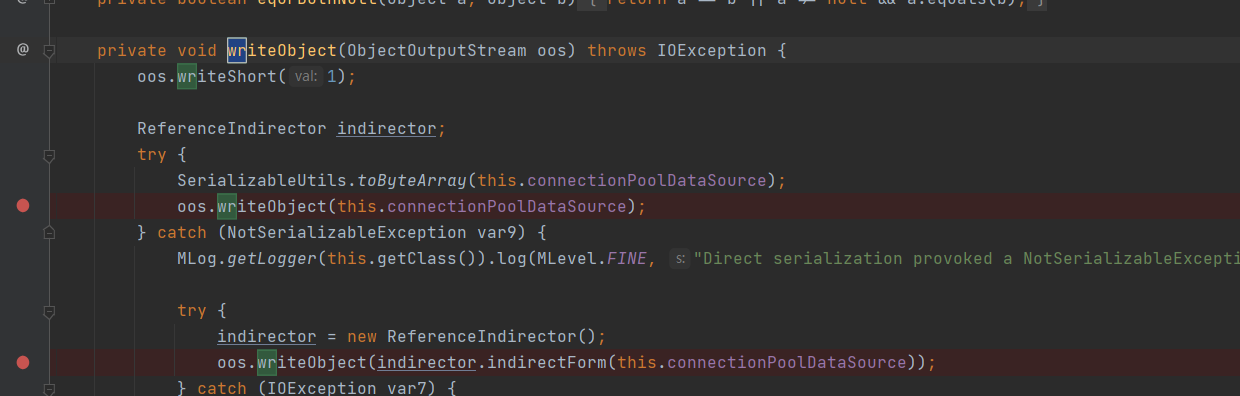 private boolean eqOrBothNull(Object a, Object b) { return a == b || a != null && a.equals(b); }
@ private void writeObject(ObjectOutputStream oos) throws IOException {
oos.writeShort( val: 1);
ReferenceIndirector indirector;
try {
SerializableUtils.toByteArray(this.connectionPoolDataSource);
oos.writeObject(this.connectionPoolDataSource);
} catch (NotSerializableException var9) {
MLog.getLogger(this.getClass()).log(MLevel.FINE, s: "Direct serialization provoked a NotSerializableExcepti
try {
indirector = new ReferenceIndirector();
oos.writeObject(indirector.indirectForm(this.connectionPoolDataSource));
} catch (IOException var7) {